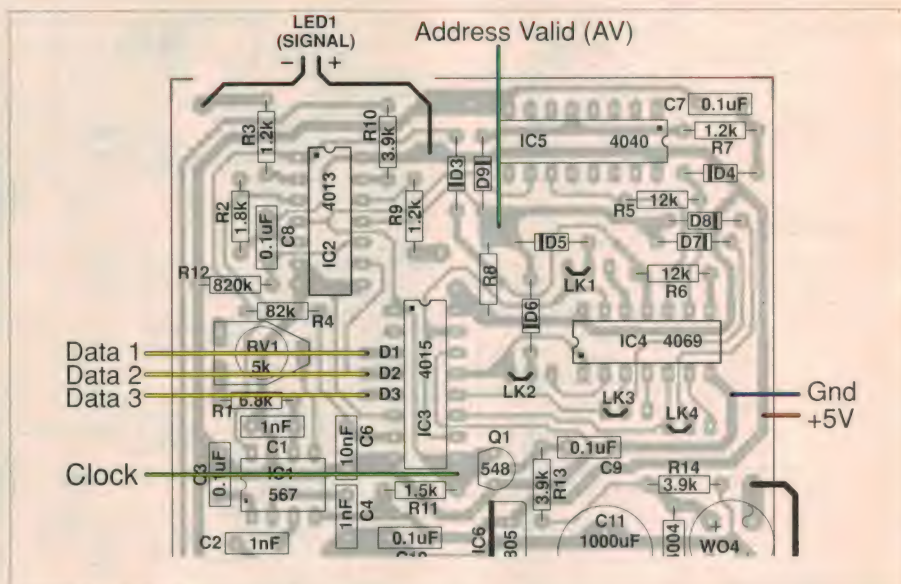 LED1
(SIGNAL)
− +
Address Valid (AV)
C7 0.1uF
R3 1.2k
R10 3.9k
1.2k
R7
IC5 4040
4013
IC2
D3
D9
D4
R2 1.8k
0.1uF
C8
R9 1.2k
R5 12k
D8
D5
D7
R12
820k
R8
LK1
12k
R6
82k
R4
D6
RV1
5k
4015
IC3
IC4 4069
Data 1 D1
Data 2 D2
Data 3 D3
LK2
Gnd
+5V
R1 6.8k
LK3
LK4
1nF
C1
10nF
C6
Q1
548
0.1uF
C9
Clock
C3 0.1uF
IC1
567
1nF
C4
1.5k
R11
3.9k
R13
R14
3.9k
C2 1nF
0.1uF
IC6
805
C11
1000uF
4004
+
WO4